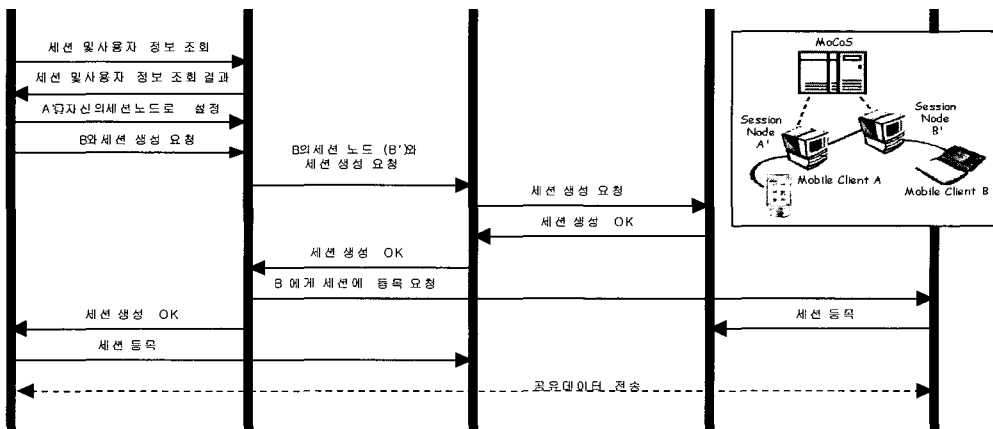 세션 및사용자 정보 조회
세션 및사용자 정보 조회 결과
A'를자신의세션노드로 설정
B와세션 생성 요청
B의세션 노드 (B')와
세션 생성 요청
세션 생성 요청
세션 생성 OK
세션 생성 OK
B 에게 세션에 등록 요청
세션 생성 OK
세션 등록
세션 등록
공유데이터 전송
MoCoS
Session
Node
A'
Session
Node
B'
Mobile Client A
Mobile Client B